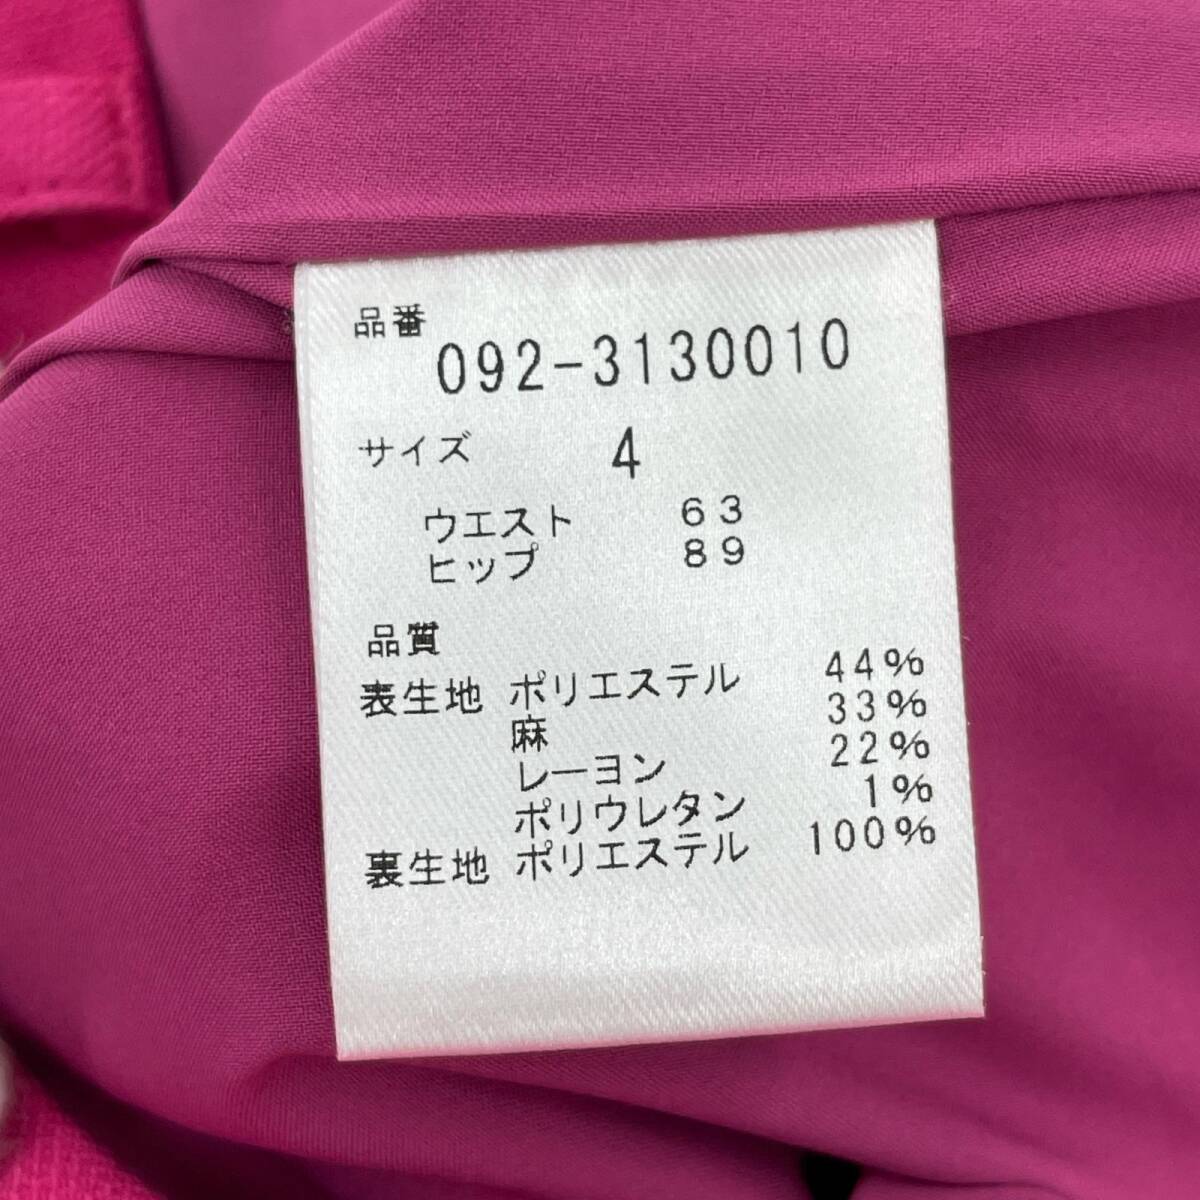 品番
092-3130010
サイズ 4
ウエスト 63
ヒップ 89
品質
表生地 ポリエステル 44%
麻 33%
レーヨン 22%
ポリウレタン 1%
裏生地 ポリエステル 100%